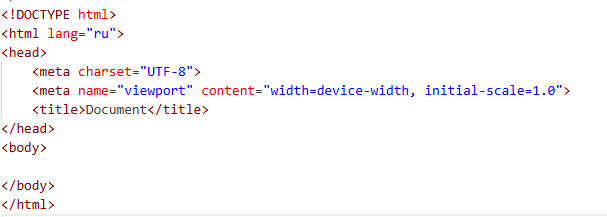 <!DOCTYPE html>
<html lang="ru">
<head>
    <meta charset="UTF-8">
    <meta name="viewport" content="width=device-width, initial-scale=1.0">
    <title>Document</title>
</head>
<body>

</body>
</html>